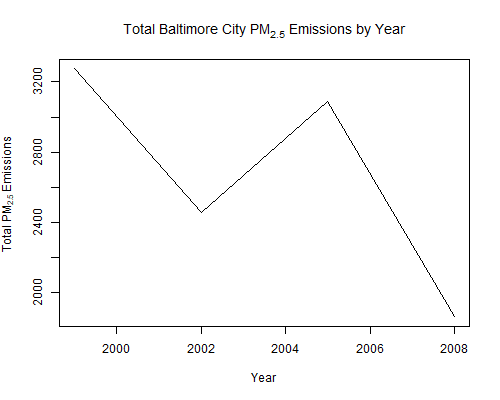 Total Baltimore City PM2.5 Emissions by Year
Total PM2.5 Emissions
3200
2800
2400
2000
2000 2002 2004 2006 2008
Year